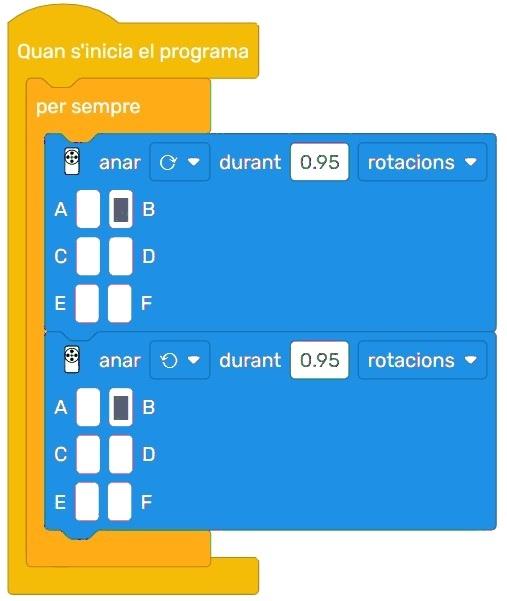 Quan s'inicia el programa
per sempre
anar durant 0.95 rotacions
A B
C D
E F
anar durant 0.95 rotacions
A B
C D
E F